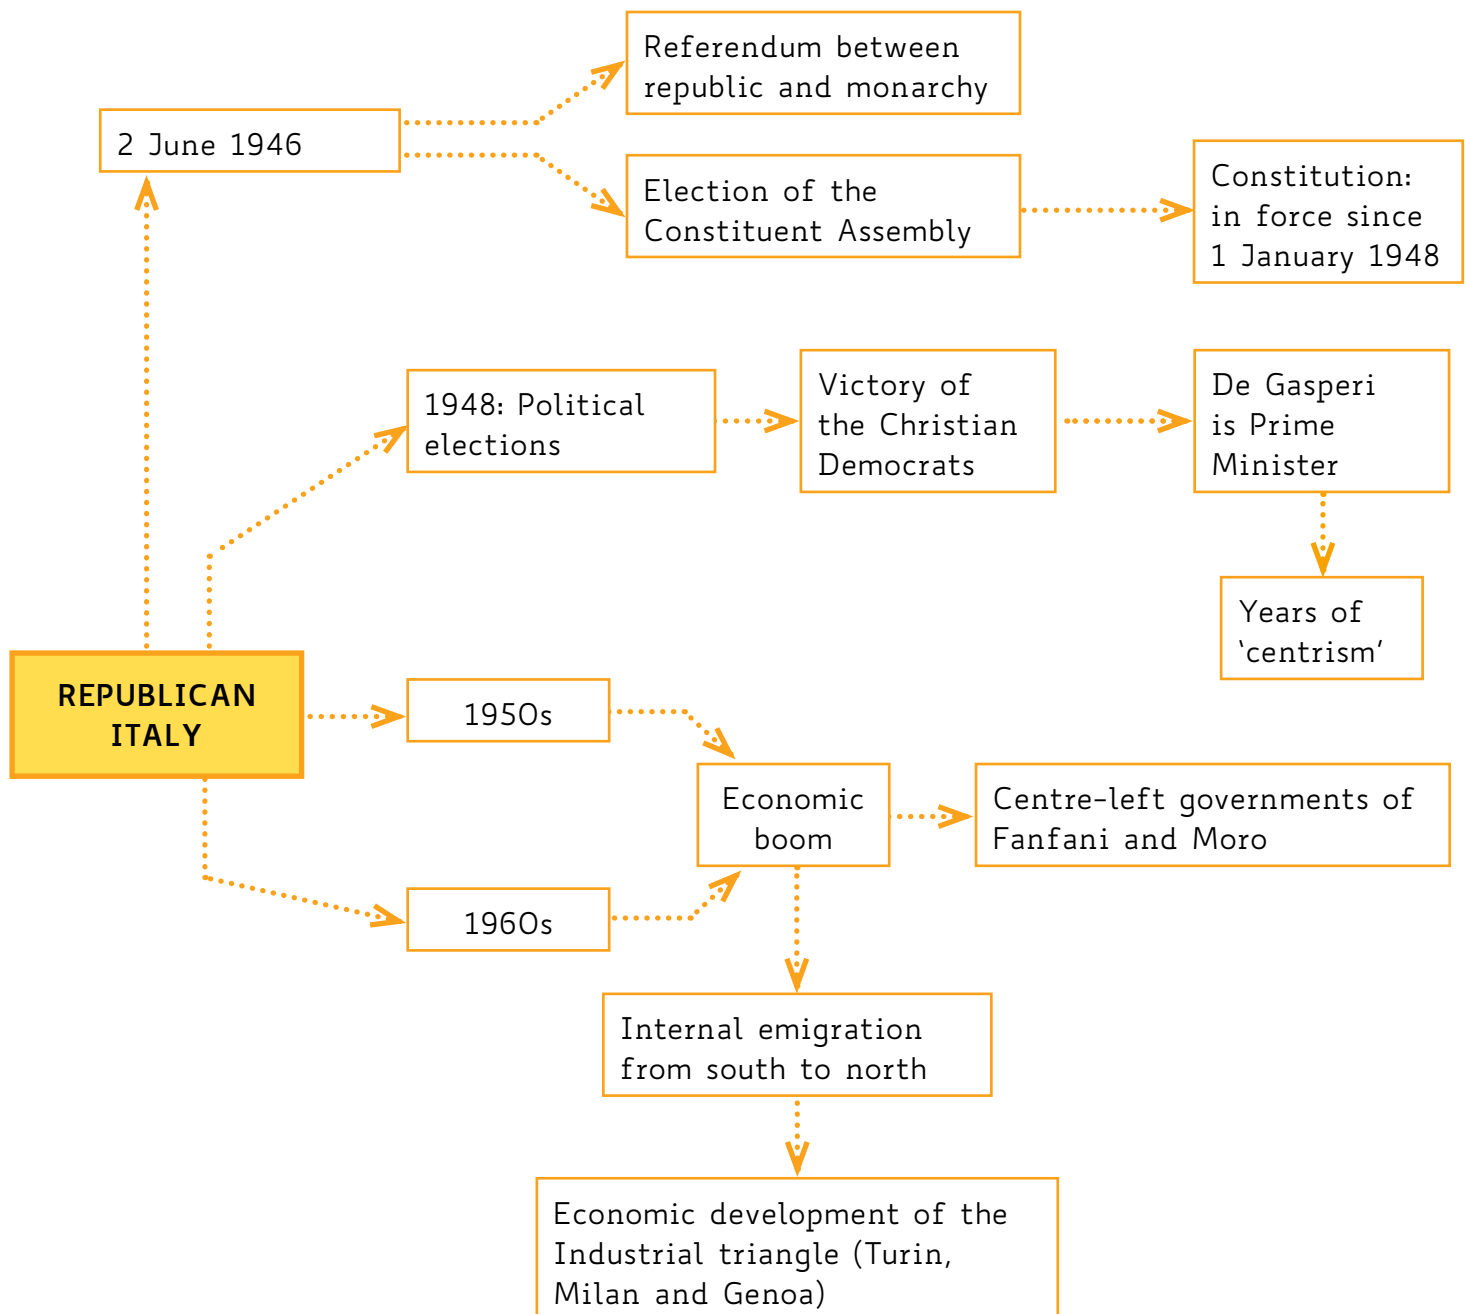 Referendum between
republic and monarchy
2 June 1946
Election of the
Constituent Assembly
Constitution:
in force since
1 January 1948
1948: Political
elections
Victory of
the Christian
Democrats
De Gasperi
is Prime
Minister
Years of
‘centrism’
REPUBLICAN
ITALY
1950s
Economic
boom
Centre-left governments of
Fanfani and Moro
1960s
Internal emigration
from south to north
Economic development of the
Industrial triangle (Turin,
Milan and Genoa)